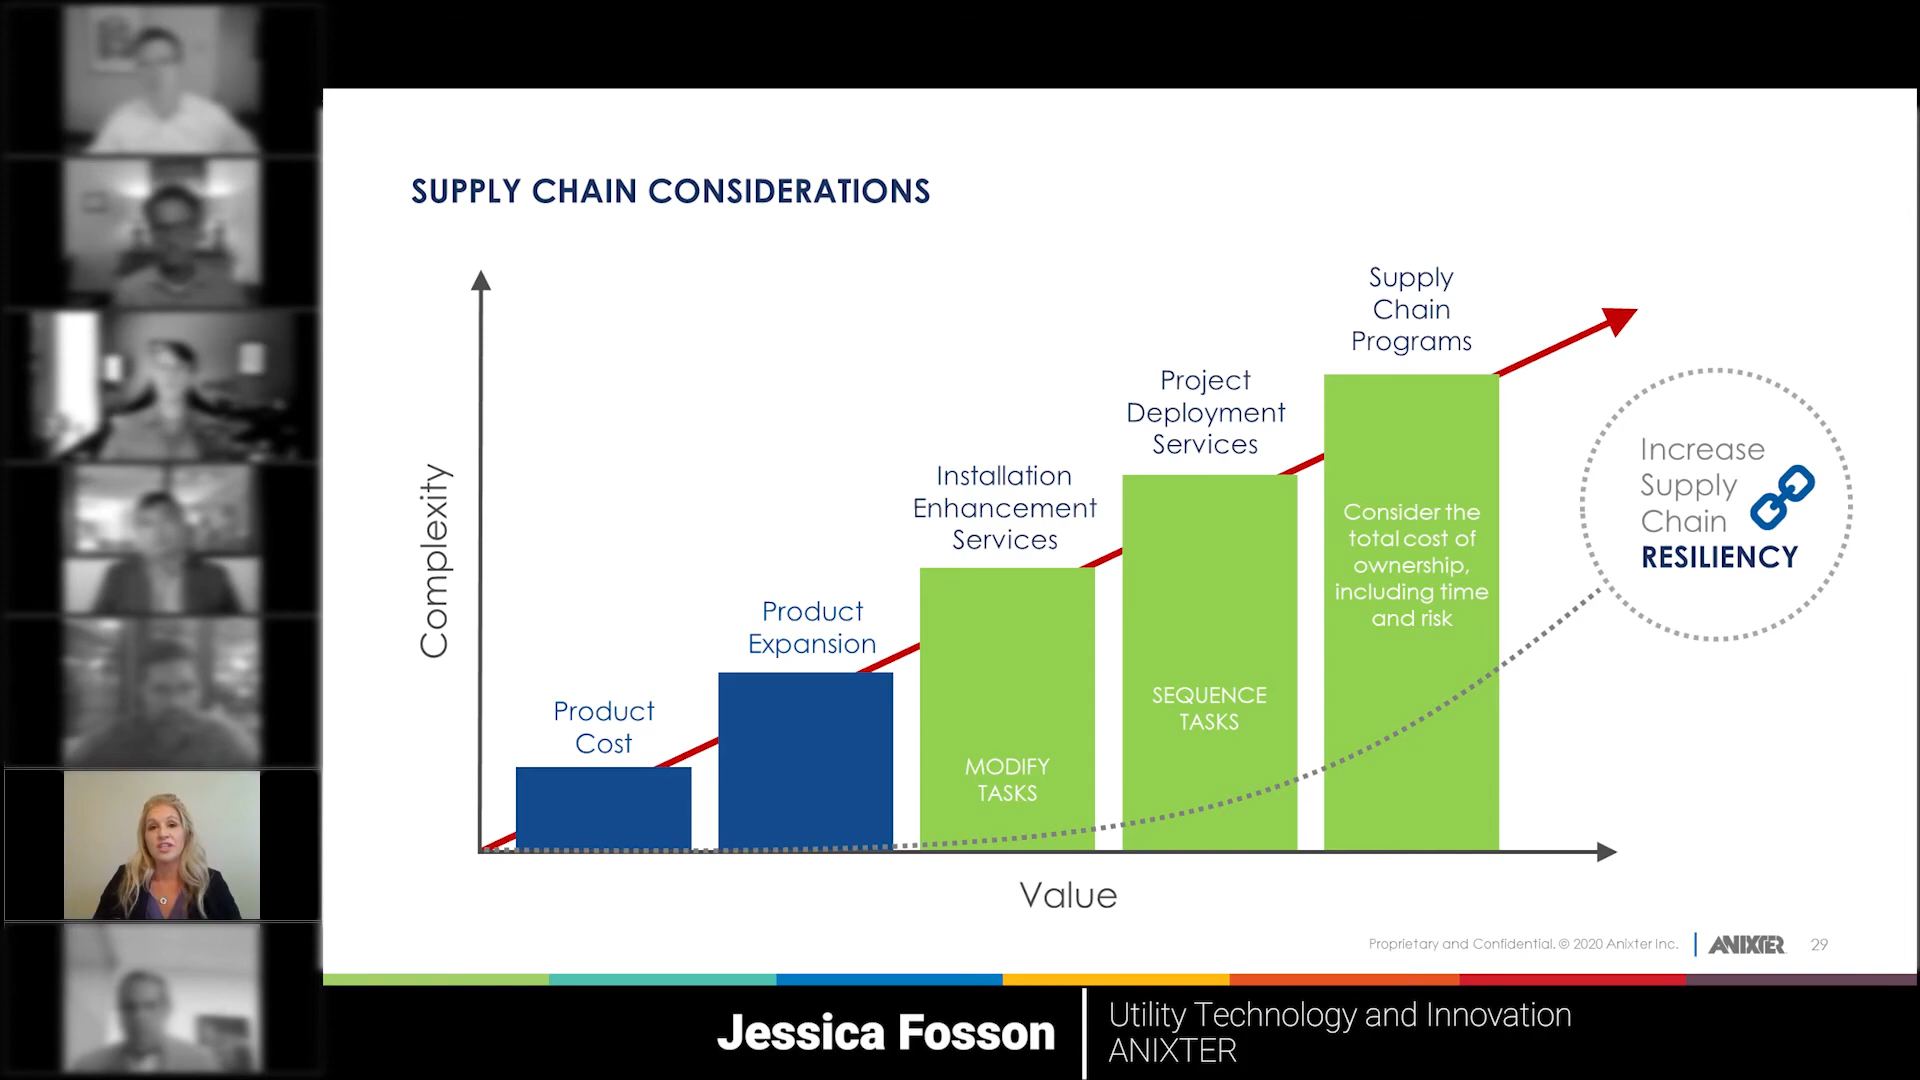 SUPPLY CHAIN CONSIDERATIONS
Complexity
Product
Cost
Product
Expansion
Installation
Enhancement
Services
MODIFY
TASKS
Project
Deployment
Services
SEQUENCE
TASKS
Supply
Chain
Programs
Consider the
total cost of
ownership,
including time
and risk
Increase
Supply
Chain
RESILIENCY
Value
Proprietary and Confidential. © 2020 Anixter Inc.
ANIXTER
29
Jessica Fosson
Utility Technology and Innovation
ANIXTER